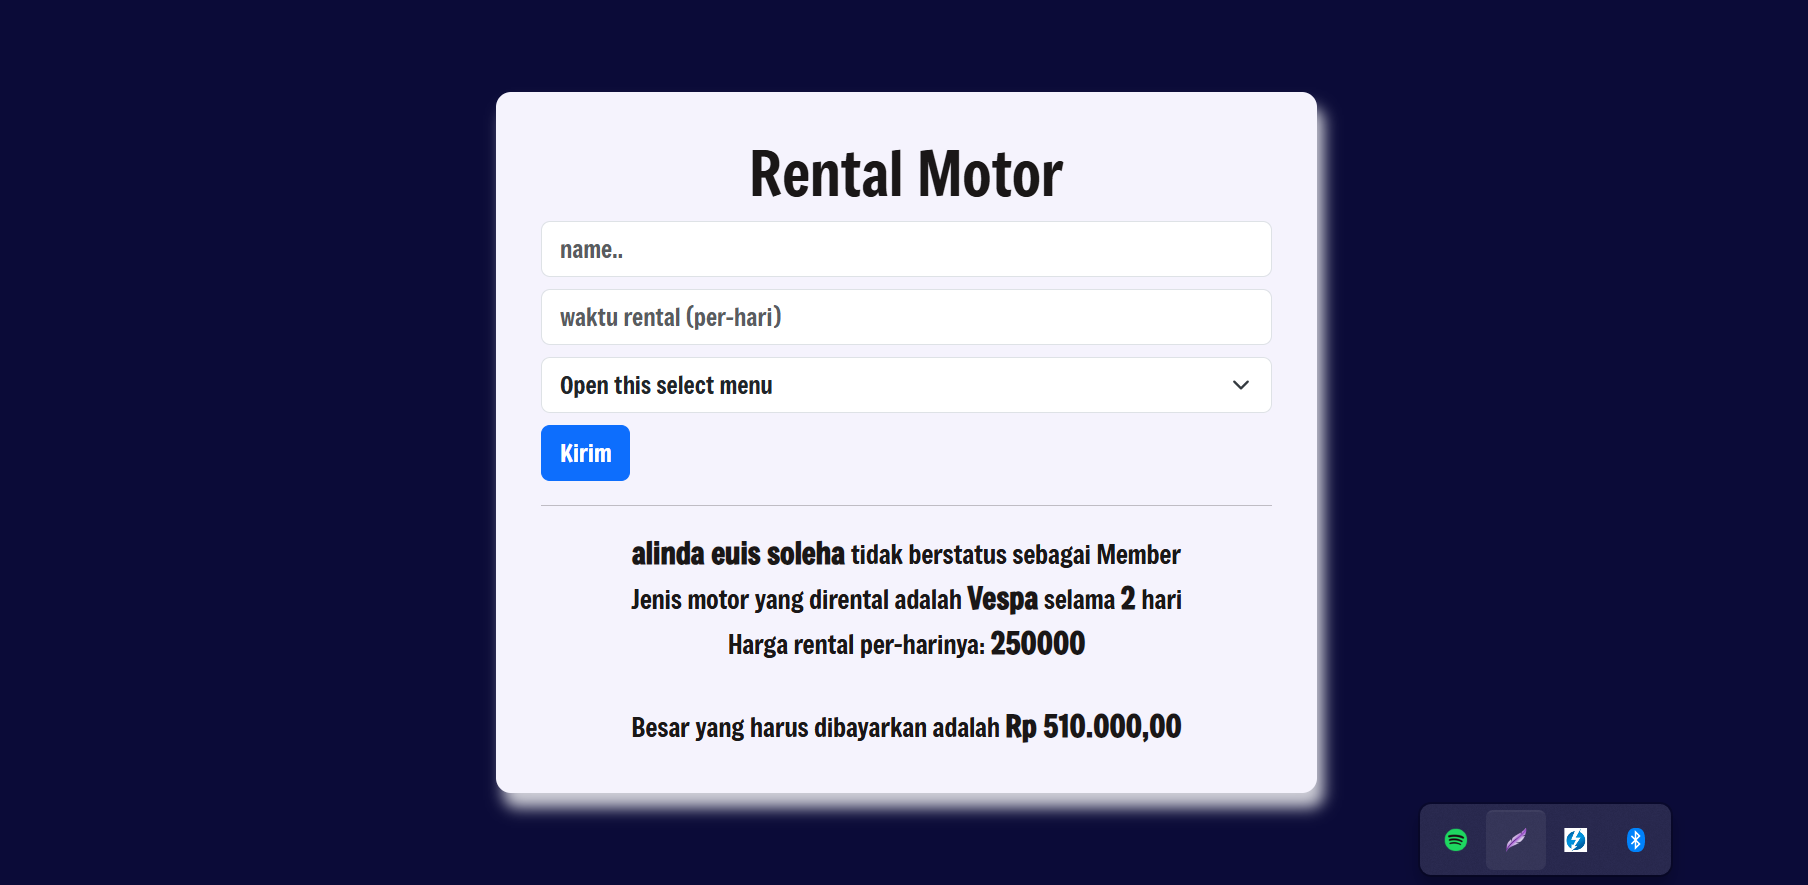 Rental Motor
name..
waktu rental (per-hari)
Open this select menu
Kirim
alinda euis soleha tidak berstatus sebagai Member
Jenis motor yang dirental adalah Vespa selama 2 hari
Harga rental per-harinya: 250000
Besar yang harus dibayarkan adalah Rp 510.000,00